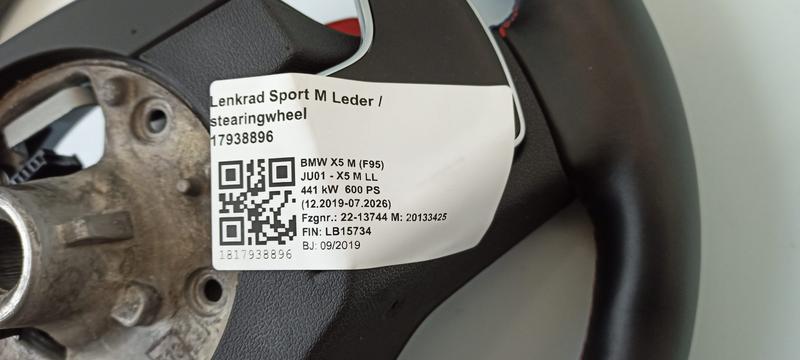 Lenkrad Sport M Leder /
stearingwheel
17938896
BMW X5 M (F95)
JU01 - X5 M LL
441 kW 600 PS
(12.2019-07.2026)
Fzgnr.: 22-13744 M: 20133425
FIN: LB15734
BJ: 09/2019
1817938896